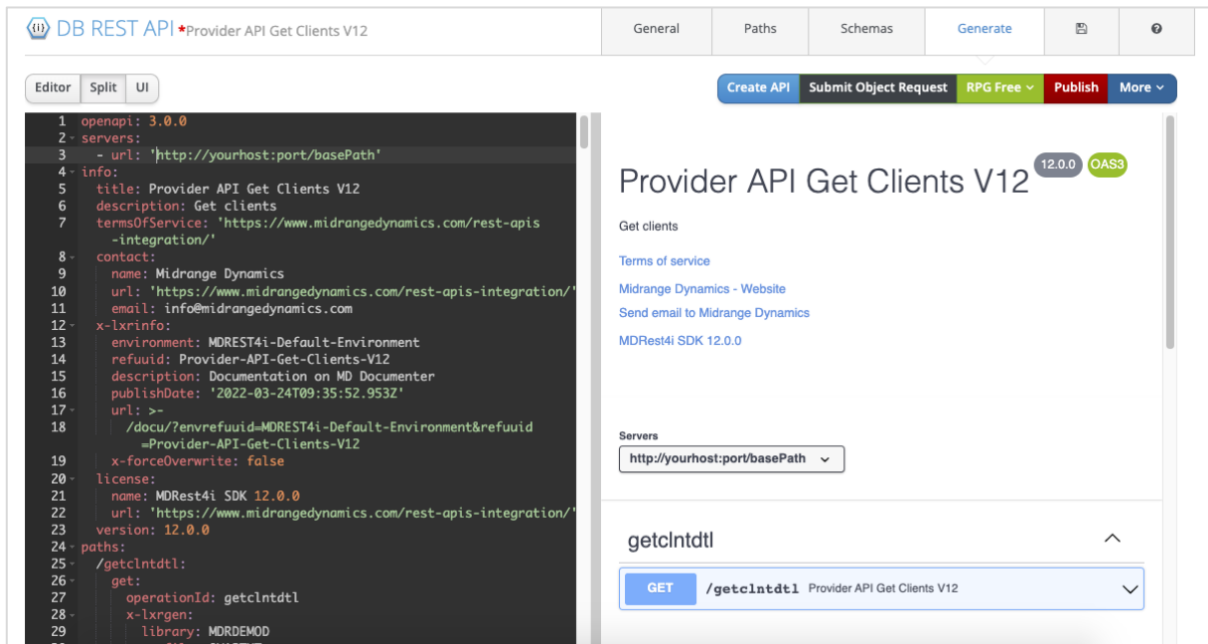 DB REST API *Provider API Get Clients V12
General Paths Schemas Generate
Editor Split UI
Create API Submit Object Request RPG Free Publish More
1 openapi: 3.0.0
2 servers:
3 - url: 'http://yourhost:port/basePath'
4 info:
5 title: Provider API Get Clients V12
6 description: Get clients
7 termsOfService: 'https://www.midrangedynamics.com/rest-apis
-integration/'
8 contact:
9 name: Midrange Dynamics
10 url: 'https://www.midrangedynamics.com/rest-apis-integration/'
11 email: info@midrangedynamics.com
12 x-lxrinfo:
13 environment: MDREST4i-Default-Environment
14 refuuid: Provider-API-Get-Clients-V12
15 description: Documentation on MD Documenter
16 publishDate: '2022-03-24T09:35:52.953Z'
17 url: >-
18 /docu/?envrefuuid=MDREST4i-Default-Environment&refuuid
=Provider-API-Get-Clients-V12
19 x-forceOverwrite: false
20 license:
21 name: MDRest4i SDK 12.0.0
22 url: 'https://www.midrangedynamics.com/rest-apis-integration/'
23 version: 12.0.0
24 paths:
25 /getclntdtl:
26 get:
27 operationId: getclntdtl
28 x-lxrgen:
29 library: MDRDEMOD
Provider API Get Clients V12 12.0.0 OAS3
Get clients
Terms of service
Midrange Dynamics - Website
Send email to Midrange Dynamics
MDRest4i SDK 12.0.0
Servers
http://yourhost:port/basePath
getclntdtl
GET /getclntdtl Provider API Get Clients V12